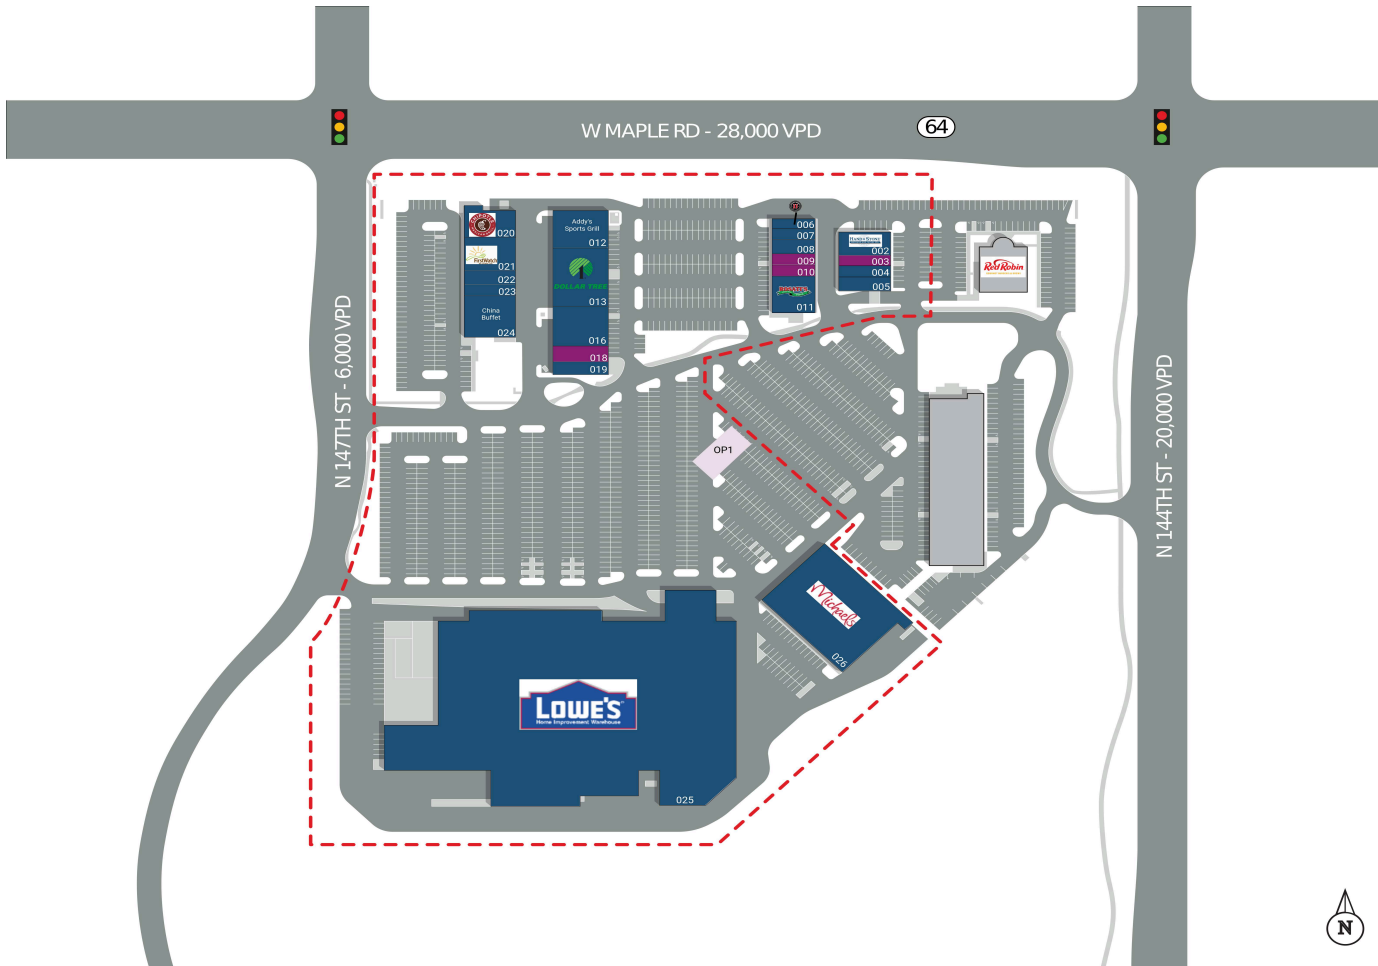 W MAPLE RD - 28,000 VPD
64
N 147TH ST - 6,000 VPD
N 144TH ST - 20,000 VPD
CHIPOTLE
020
First Watch
021
022
023
China
Buffet
024
Addy's
Sports Grill
012
1
DOLLAR TREE
013
016
018
019
006
007
008
009
010
011
002
003
004
005
Red Robin
OP1
Michaels
026
LOWE'S
Home Improvement Warehouse
025
N